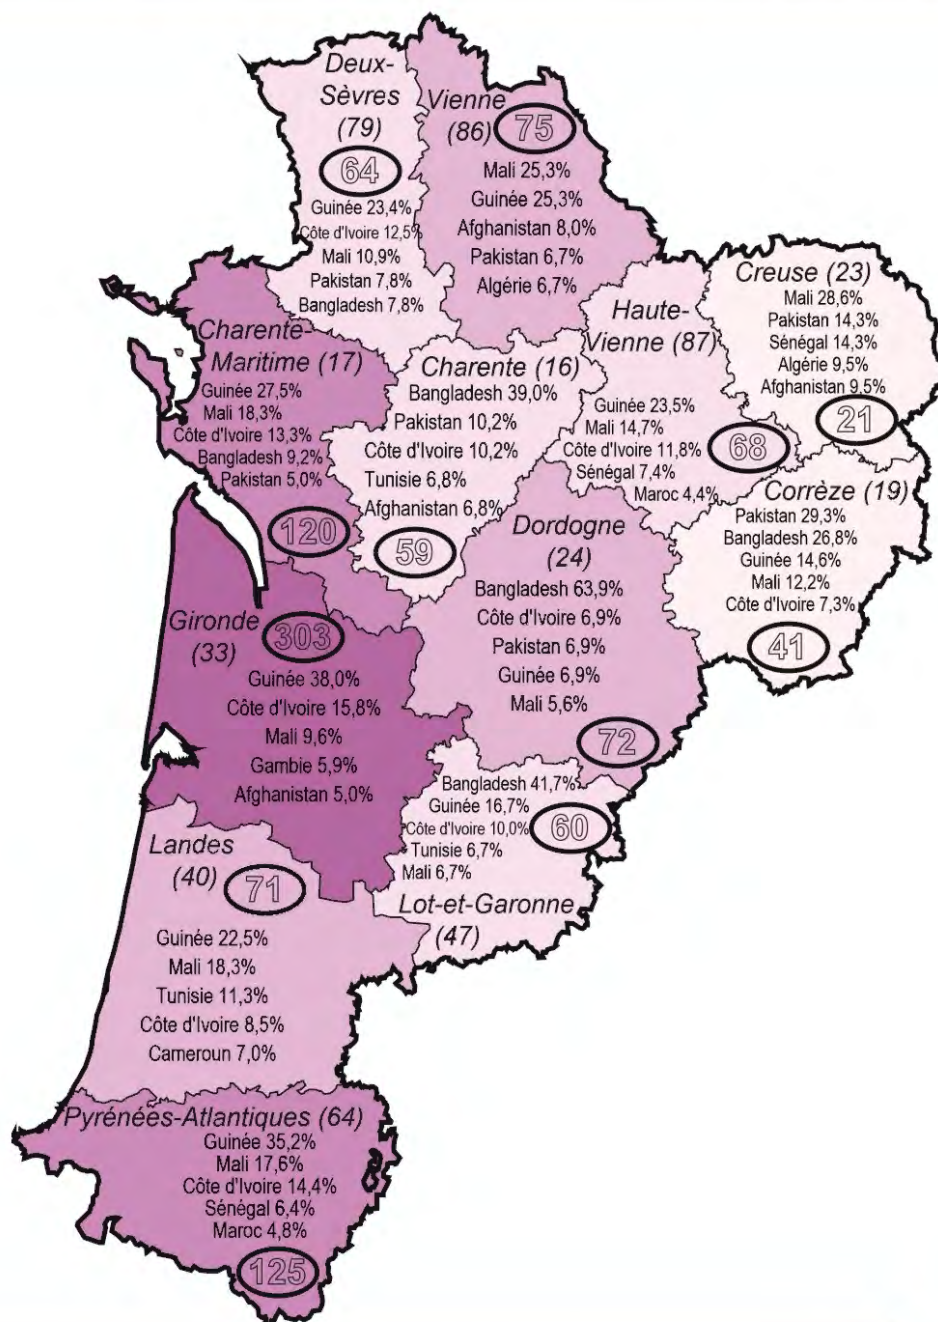 Deux-
Sèvres
(79)
64
Guinée 23,4%
Côte d'Ivoire 12,5%
Mali 10,9%
Pakistan 7,8%
Bangladesh 7,8%
Vienne
(86)
75
Mali 25,3%
Guinée 25,3%
Afghanistan 8,0%
Pakistan 6,7%
Algérie 6,7%
Creuse (23)
Mali 28,6%
Pakistan 14,3%
Sénégal 14,3%
Algérie 9,5%
Afghanistan 9,5%
21
Haute-
Vienne (87)
Guinée 23,5%
Mali 14,7%
Côte d'Ivoire 11,8%
Sénégal 7,4%
Maroc 4,4%
68
Charente-
Maritime (17)
Guinée 27,5%
Mali 18,3%
Côte d'Ivoire 13,3%
Bangladesh 9,2%
Pakistan 5,0%
120
Charente (16)
Bangladesh 39,0%
Pakistan 10,2%
Côte d'Ivoire 10,2%
Tunisie 6,8%
Afghanistan 6,8%
59
Corrèze (19)
Pakistan 29,3%
Bangladesh 26,8%
Guinée 14,6%
Mali 12,2%
Côte d'Ivoire 7,3%
41
Dordogne
(24)
Bangladesh 63,9%
Côte d'Ivoire 6,9%
Pakistan 6,9%
Guinée 6,9%
Mali 5,6%
72
Gironde
(33)
303
Guinée 38,0%
Côte d'Ivoire 15,8%
Mali 9,6%
Gambie 5,9%
Afghanistan 5,0%
Bangladesh 41,7%
Guinée 16,7%
Côte d'Ivoire 10,0%
Tunisie 6,7%
Mali 6,7%
60
Lot-et-Garonne
(47)
Landes
(40)
71
Guinée 22,5%
Mali 18,3%
Tunisie 11,3%
Côte d'Ivoire 8,5%
Cameroun 7,0%
Pyrénées-Atlantiques (64)
Guinée 35,2%
Mali 17,6%
Côte d'Ivoire 14,4%
Sénégal 6,4%
Maroc 4,8%
125